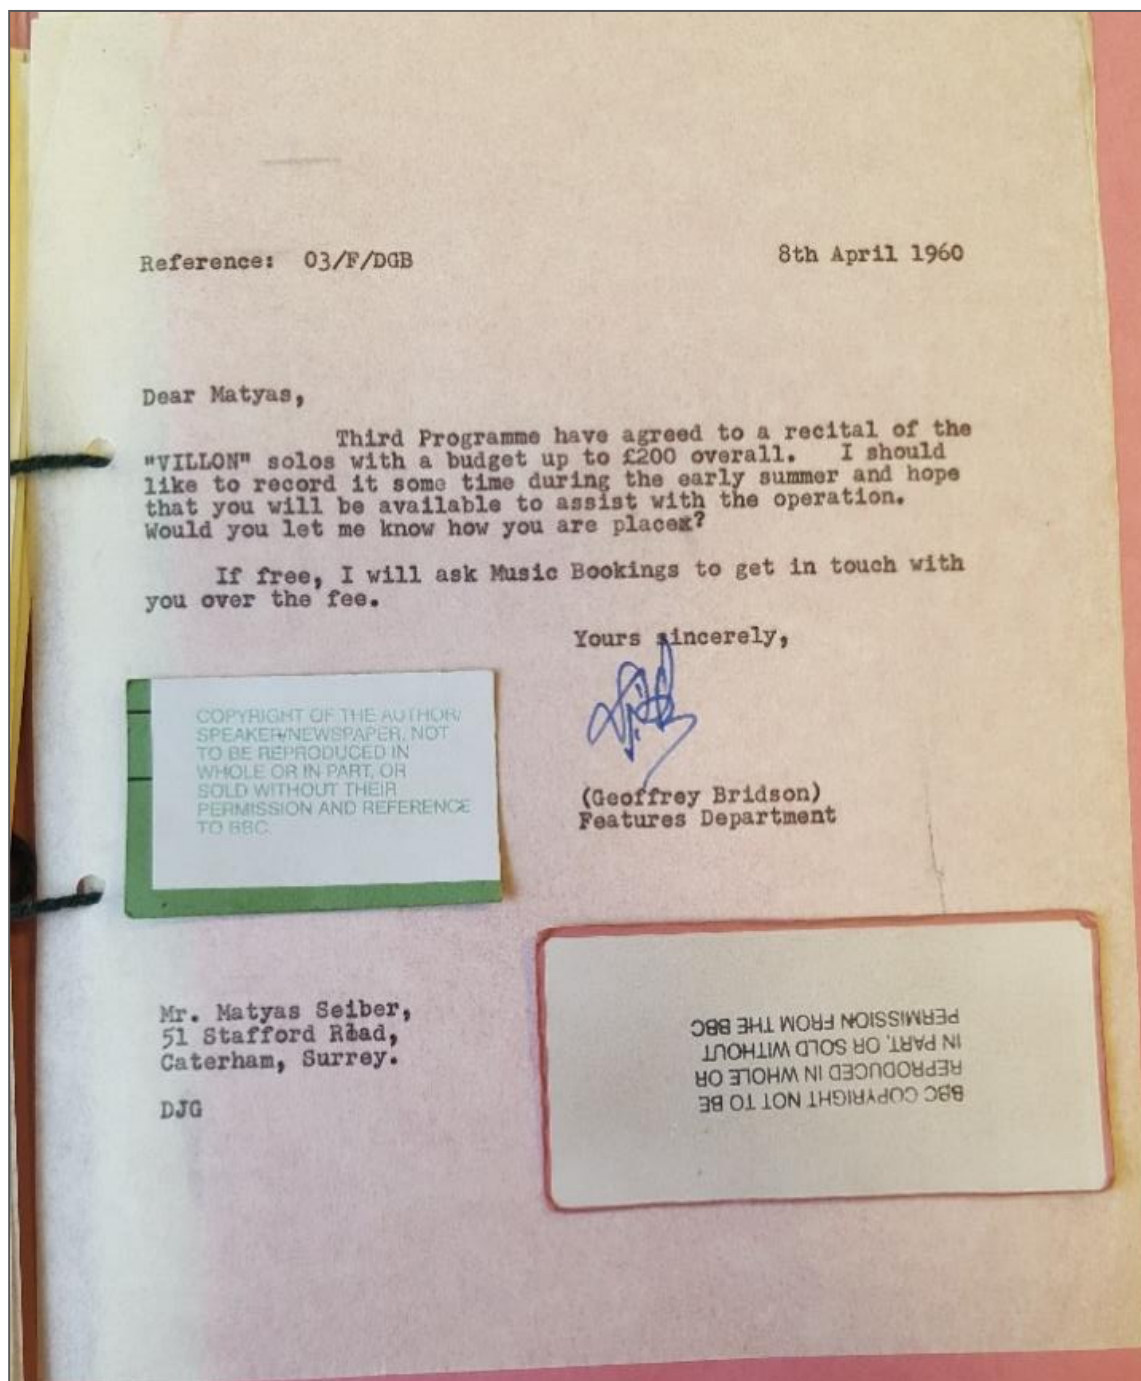 Reference: 03/F/DGB
8th April 1960
Dear Matyas,
Third Programme have agreed to a recital of the
"VILLON" solos with a budget up to £200 overall. I should
like to record it some time during the early summer and hope
that you will be available to assist with the operation.
Would you let me know how you are placex?
If free, I will ask Music Bookings to get in touch with
you over the fee.
Yours sincerely,
(Geoffrey Bridson)
Features Department
COPYRIGHT OF THE AUTHOR/
SPEAKER/NEWSPAPER, NOT
TO BE REPRODUCED IN
WHOLE OR IN PART, OR
SOLD WITHOUT THEIR
PERMISSION AND REFERENCE
TO BBC
Mr. Matyas Seiber,
51 Stafford Road,
Caterham, Surrey.
DJG
BBC COPYRIGHT NOT TO BE
REPRODUCED IN WHOLE OR
IN PART, OR SOLD WITHOUT
PERMISSION FROM THE BBC